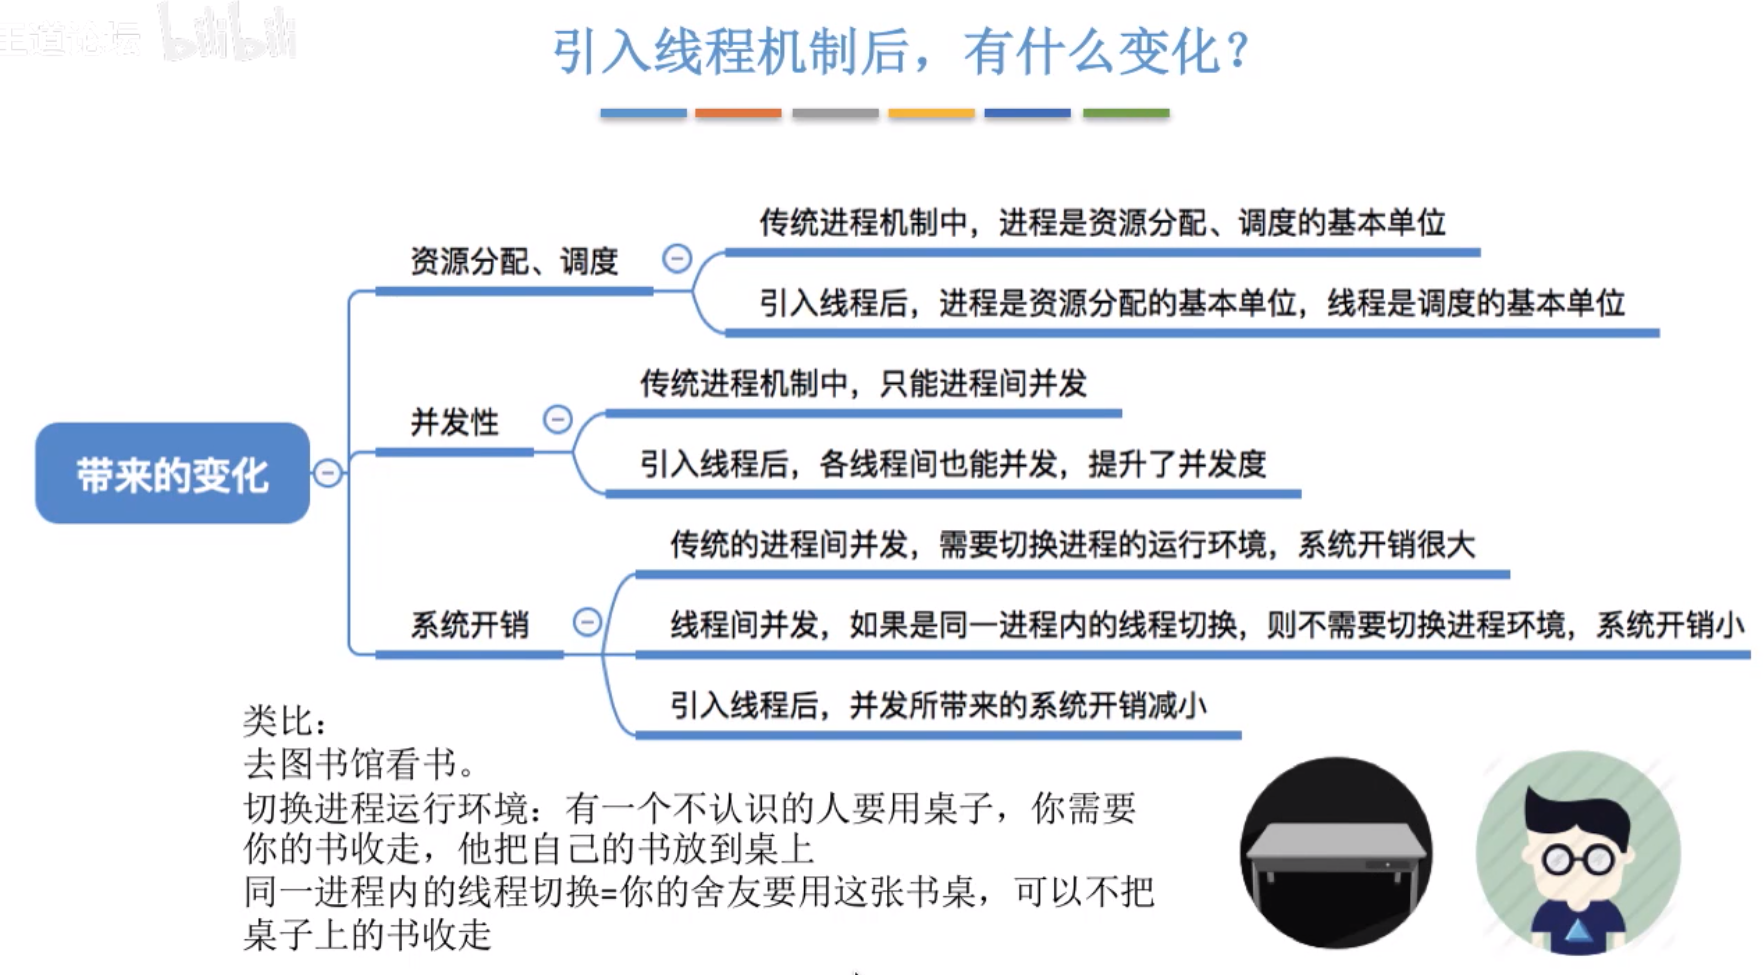 王道论坛 bilibili
引入线程机制后，有什么变化？
传统进程机制中，进程是资源分配、调度的基本单位
资源分配、调度
引入线程后，进程是资源分配的基本单位，线程是调度的基本单位
传统进程机制中，只能进程间并发
并发性
引入线程后，各线程间也能并发，提升了并发度
带来的变化
传统的进程间并发，需要切换进程的运行环境，系统开销很大
系统开销
线程间并发，如果是同一进程内的线程切换，则不需要切换进程环境，系统开销小
引入线程后，并发所带来的系统开销减小
类比：
去图书馆看书。
切换进程运行环境：有一个不认识的人要用桌子，你需要
你的书收走，他把自己的书放到桌上
同一进程内的线程切换=你的舍友要用这张书桌，可以不把
桌子上的书收走